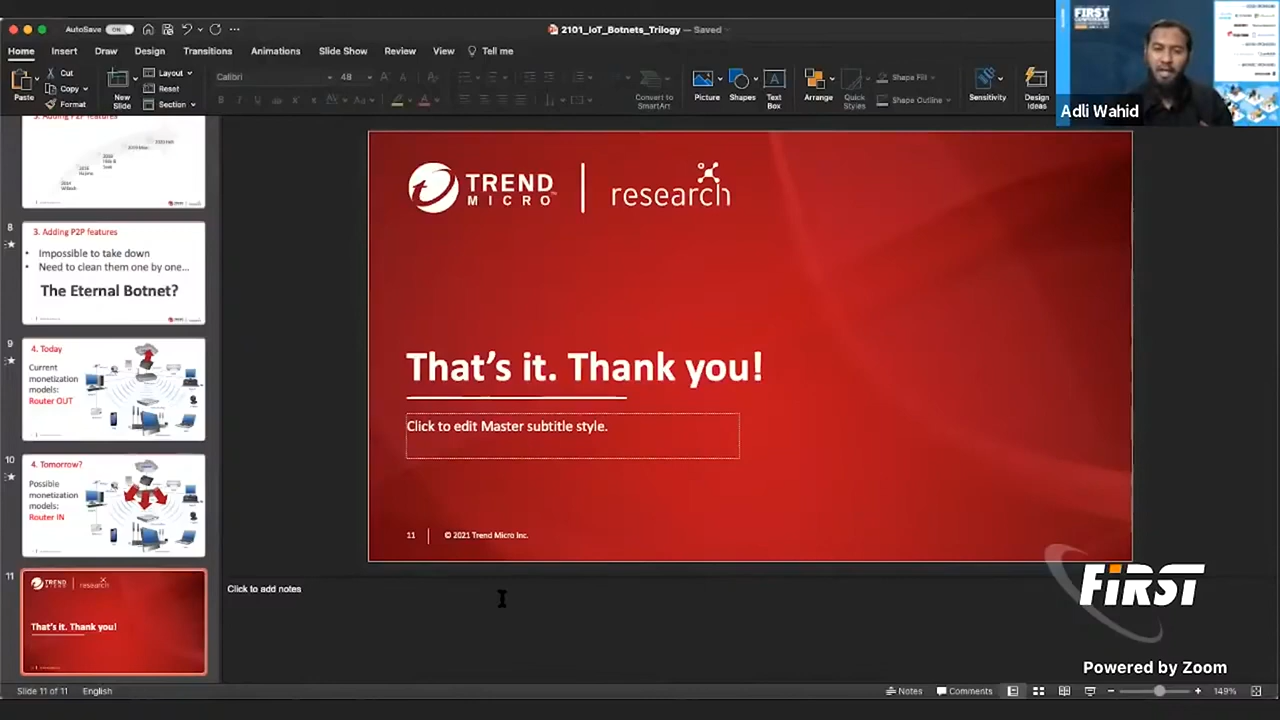 AutoSave ON
2101_IoT_Botnets_Trilogy — Saved
Home Insert Draw Design Transitions Animations Slide Show Review View Tell me
Paste
Cut
Copy
Format
New Slide
Layout
Reset
Section
Calibri 48
Convert to SmartArt
Picture
Shapes
Text Box
Arrange
Quick Styles
Shape Fill
Shape Outline
Sensitivity
Design Ideas
FIRST
Adli Wahid
3. Adding P2P features
8
3. Adding P2P features
• Impossible to take down
• Need to clean them one by one...
The Eternal Botnet?
9
4. Today
Current
monetization
models:
Router OUT
10
4. Tomorrow?
Possible
monetization
models:
Router IN
11
TREND MICRO research
That's it. Thank you!
TREND
MICRO™
research
That's it. Thank you!
Click to edit Master subtitle style.
11 © 2021 Trend Micro Inc.
Click to add notes
FIRST
Powered by Zoom
Slide 11 of 11 English
Notes Comments 149%